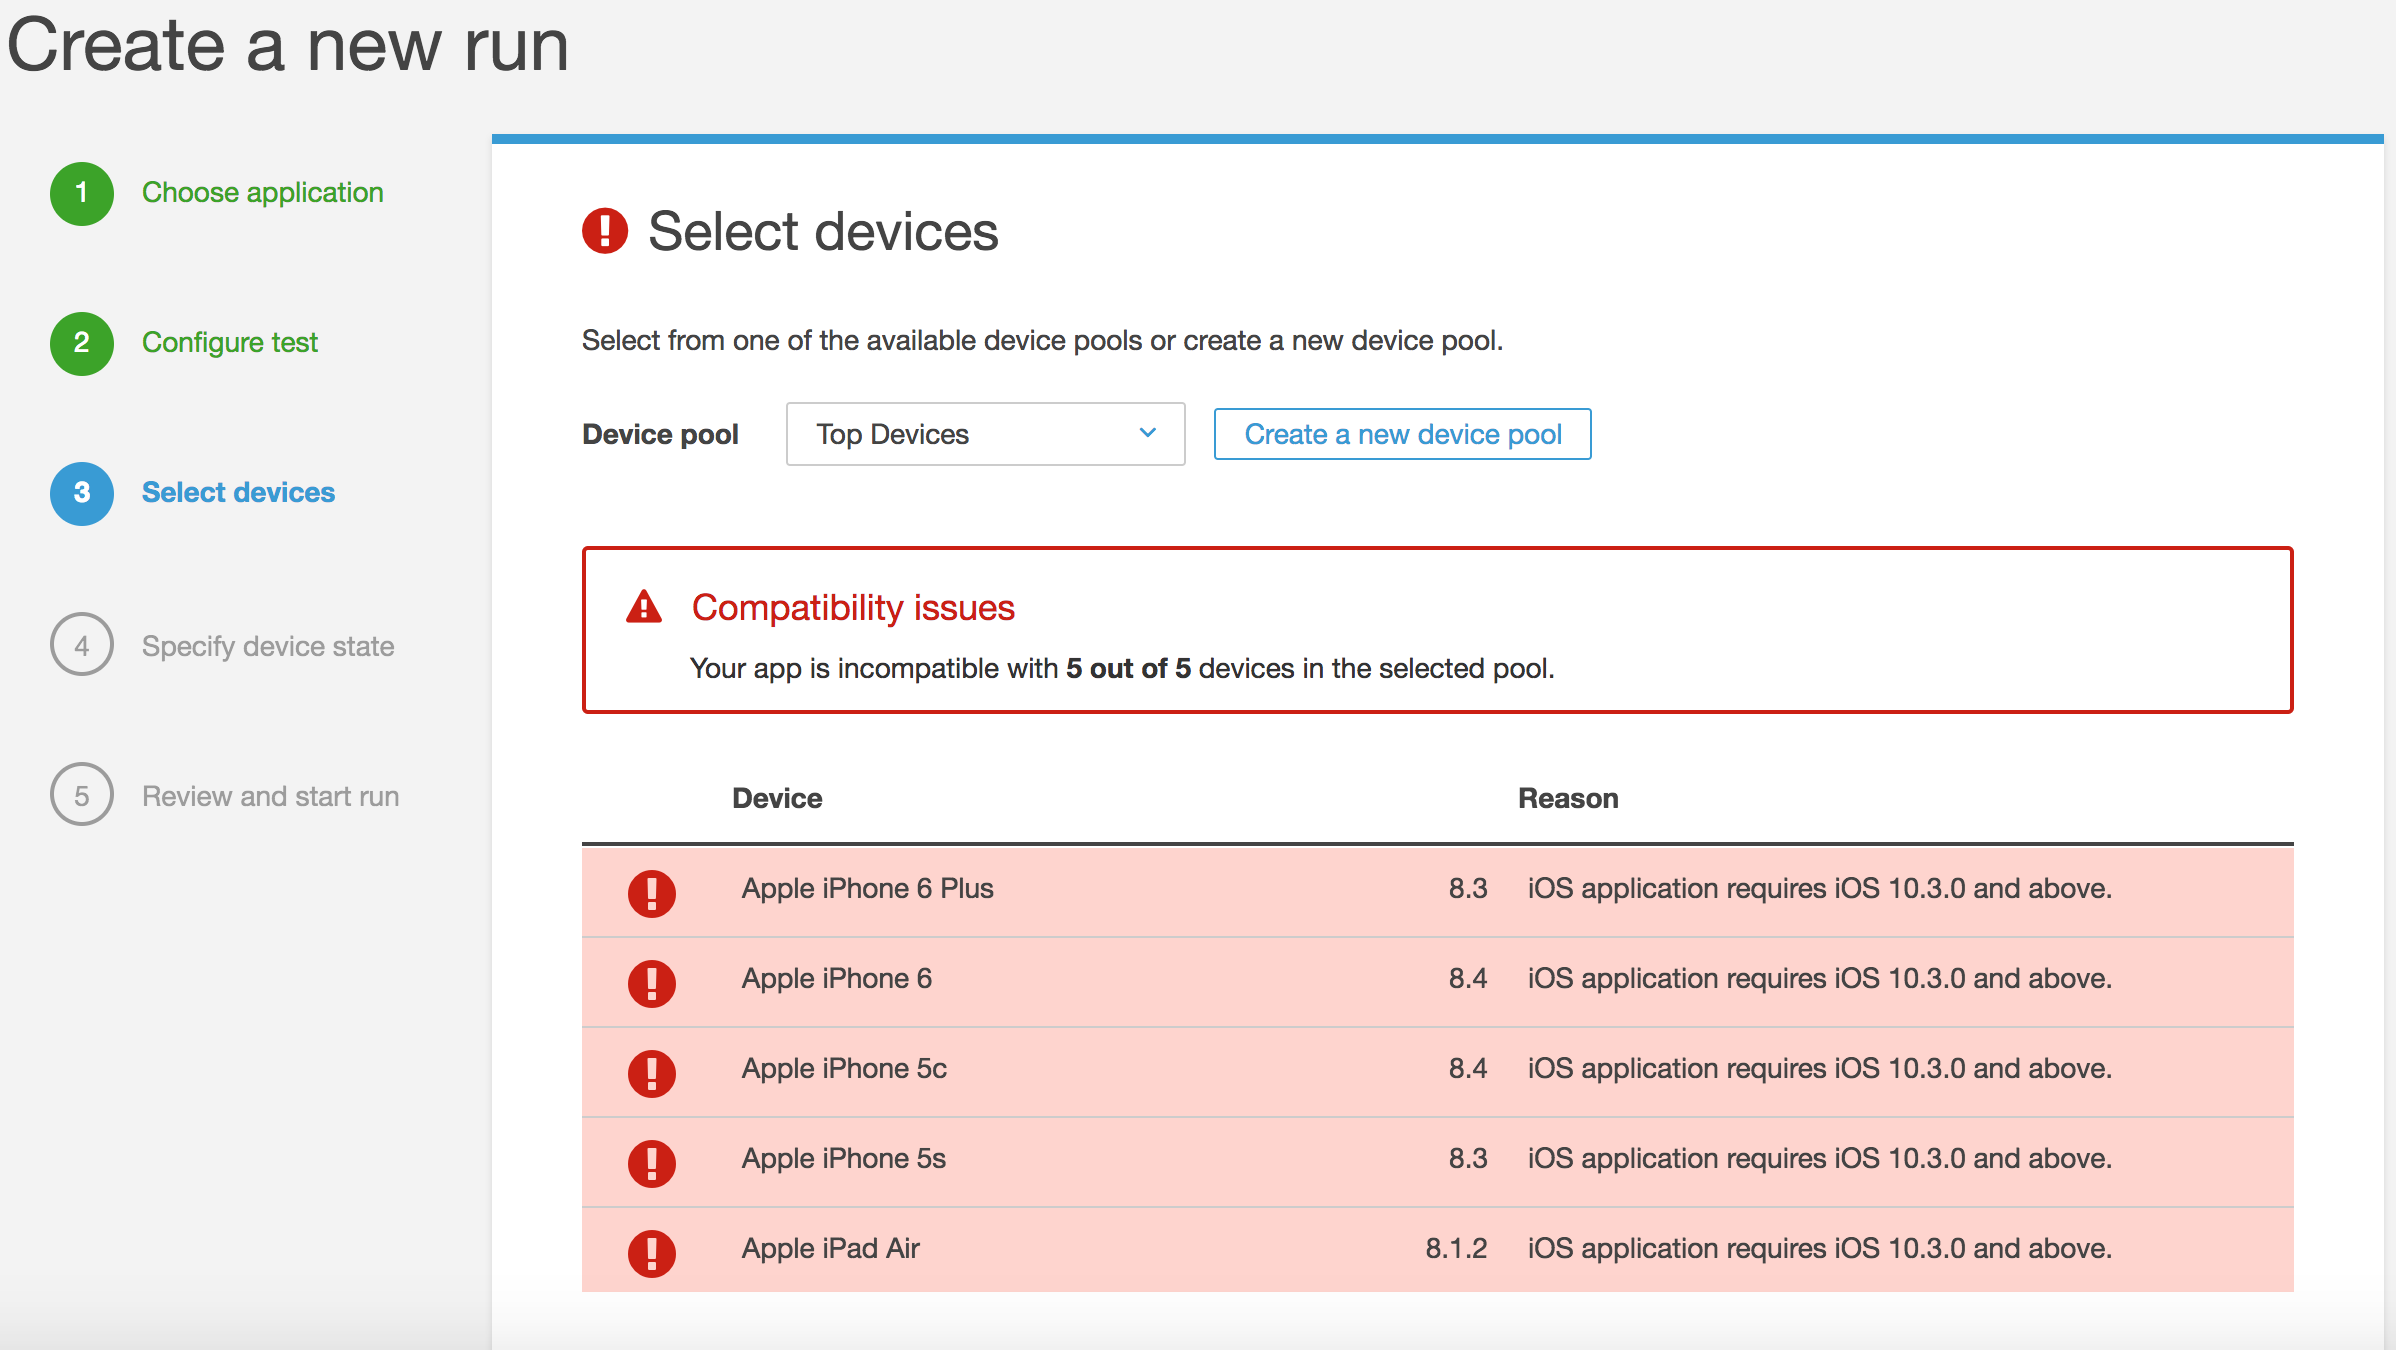 Create a new run
1 Choose application
2 Configure test
3 Select devices
4 Specify device state
5 Review and start run
Select devices
Select from one of the available device pools or create a new device pool.
Device pool Top Devices Create a new device pool
Compatibility issues
Your app is incompatible with 5 out of 5 devices in the selected pool.
Device Reason
Apple iPhone 6 Plus 8.3 iOS application requires iOS 10.3.0 and above.
Apple iPhone 6 8.4 iOS application requires iOS 10.3.0 and above.
Apple iPhone 5c 8.4 iOS application requires iOS 10.3.0 and above.
Apple iPhone 5s 8.3 iOS application requires iOS 10.3.0 and above.
Apple iPad Air 8.1.2 iOS application requires iOS 10.3.0 and above.